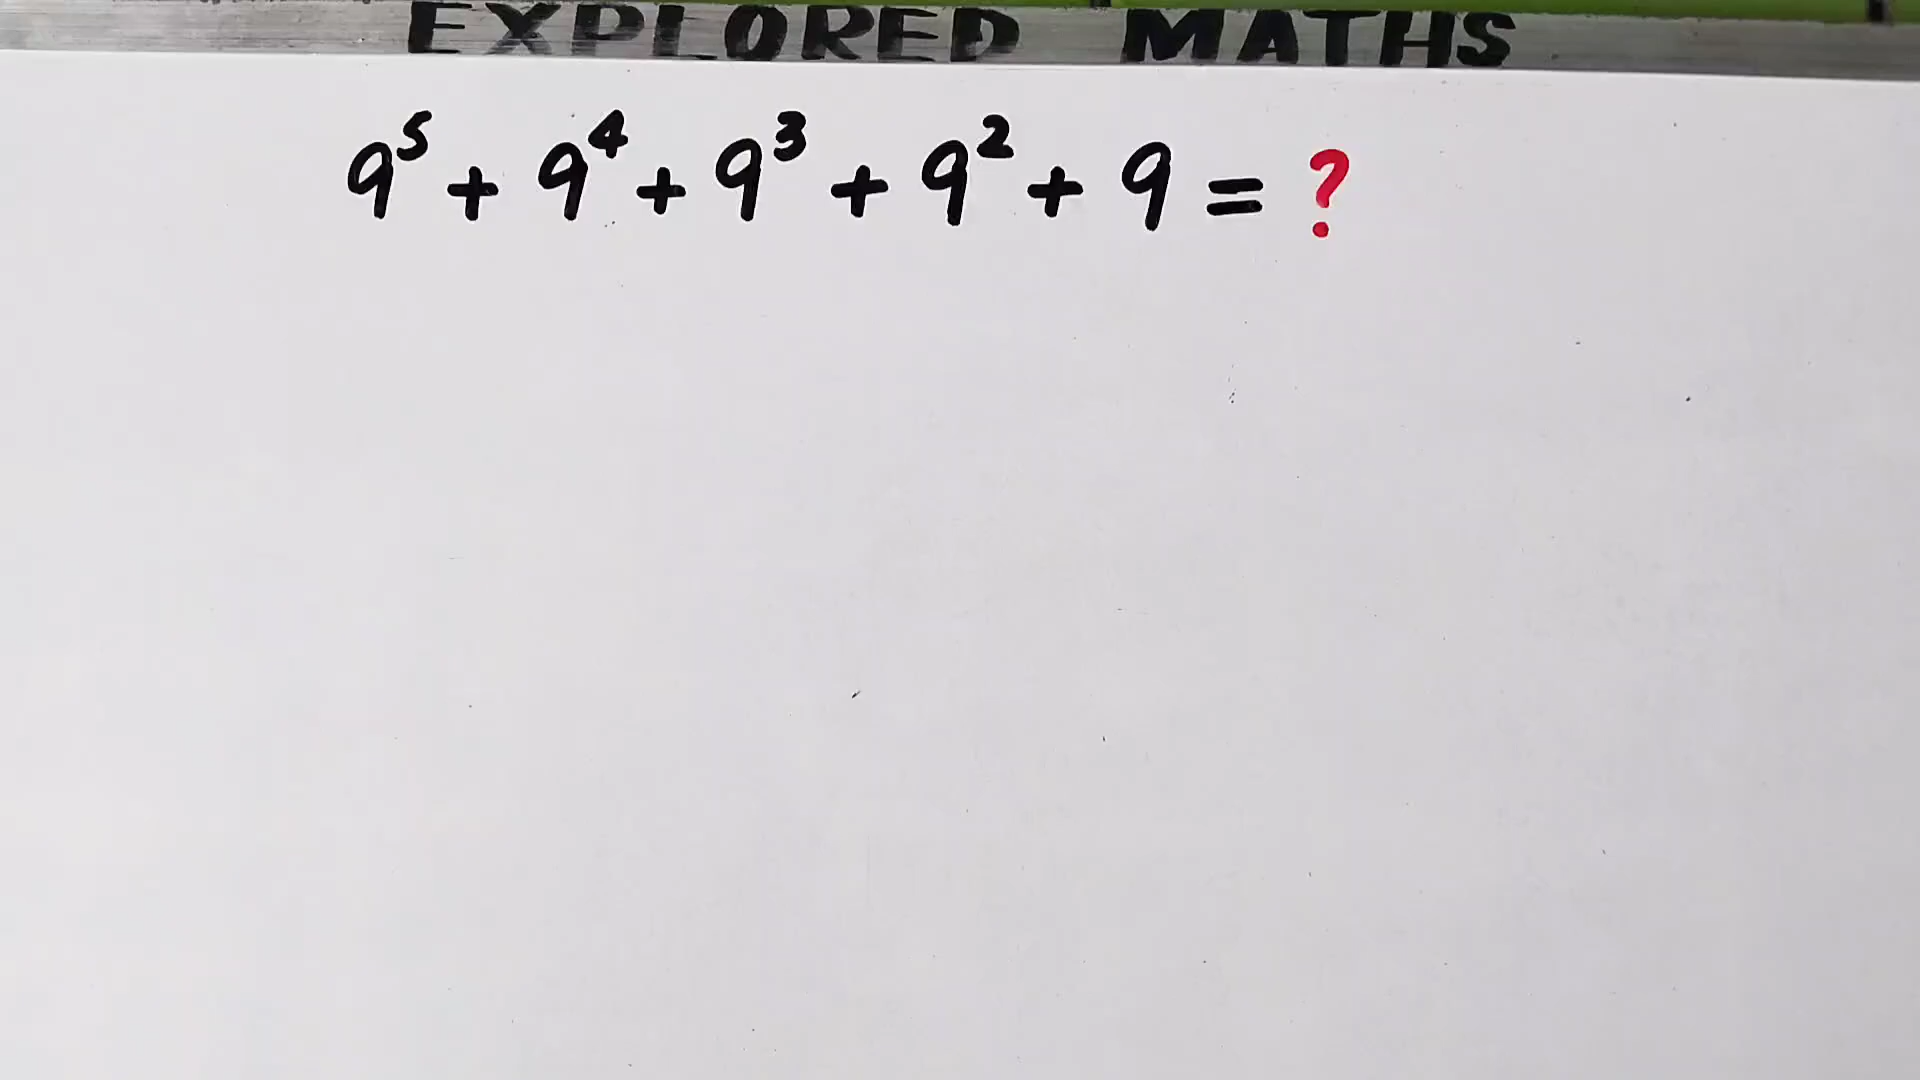 EXPLORED MATHS
9⁵ + 9⁴ + 9³ + 9² + 9 = ?